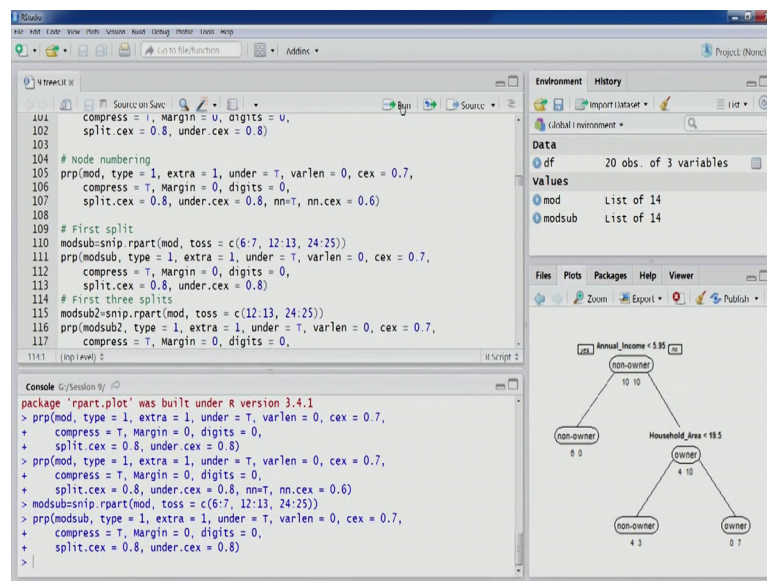 RStudio
File Edit Code View Plots Session Build Debug Profile Tools Help
Go to file/function
Addins
Project: (None)
9 trees.R
Source on Save
Run
Source
101 compress = T, Margin = 0, digits = 0,
102 split.cex = 0.8, under.cex = 0.8)
103
104 # Node numbering
105 prp(mod, type = 1, extra = 1, under = T, varlen = 0, cex = 0.7,
106 compress = T, Margin = 0, digits = 0,
107 split.cex = 0.8, under.cex = 0.8, nn=T, nn.cex = 0.6)
108
109 # First split
110 modsub=snip.rpart(mod, toss = c(6:7, 12:13, 24:25))
111 prp(modsub, type = 1, extra = 1, under = T, varlen = 0, cex = 0.7,
112 compress = T, Margin = 0, digits = 0,
113 split.cex = 0.8, under.cex = 0.8)
114 # First three splits
115 modsub2=snip.rpart(mod, toss = c(12:13, 24:25))
116 prp(modsub2, type = 1, extra = 1, under = T, varlen = 0, cex = 0.7,
117 compress = T, Margin = 0, digits = 0,
114:1 (Top Level)
R Script
Console G:/Session 9/
package 'rpart.plot' was built under R version 3.4.1
> prp(mod, type = 1, extra = 1, under = T, varlen = 0, cex = 0.7,
+ compress = T, Margin = 0, digits = 0,
+ split.cex = 0.8, under.cex = 0.8)
> prp(mod, type = 1, extra = 1, under = T, varlen = 0, cex = 0.7,
+ compress = T, Margin = 0, digits = 0,
+ split.cex = 0.8, under.cex = 0.8, nn=T, nn.cex = 0.6)
> modsub=snip.rpart(mod, toss = c(6:7, 12:13, 24:25))
> prp(modsub, type = 1, extra = 1, under = T, varlen = 0, cex = 0.7,
+ compress = T, Margin = 0, digits = 0,
+ split.cex = 0.8, under.cex = 0.8)
>
Environment History
Import Dataset
List
Global Environment
Data
df 20 obs. of 3 variables
Values
mod List of 14
modsub List of 14
Files Plots Packages Help Viewer
Zoom Export Publish
yes Annual_Income < 5.95 no
non-owner
10 10
non-owner
6 0
Household_Area < 19.5
owner
4 10
non-owner
4 3
owner
0 7